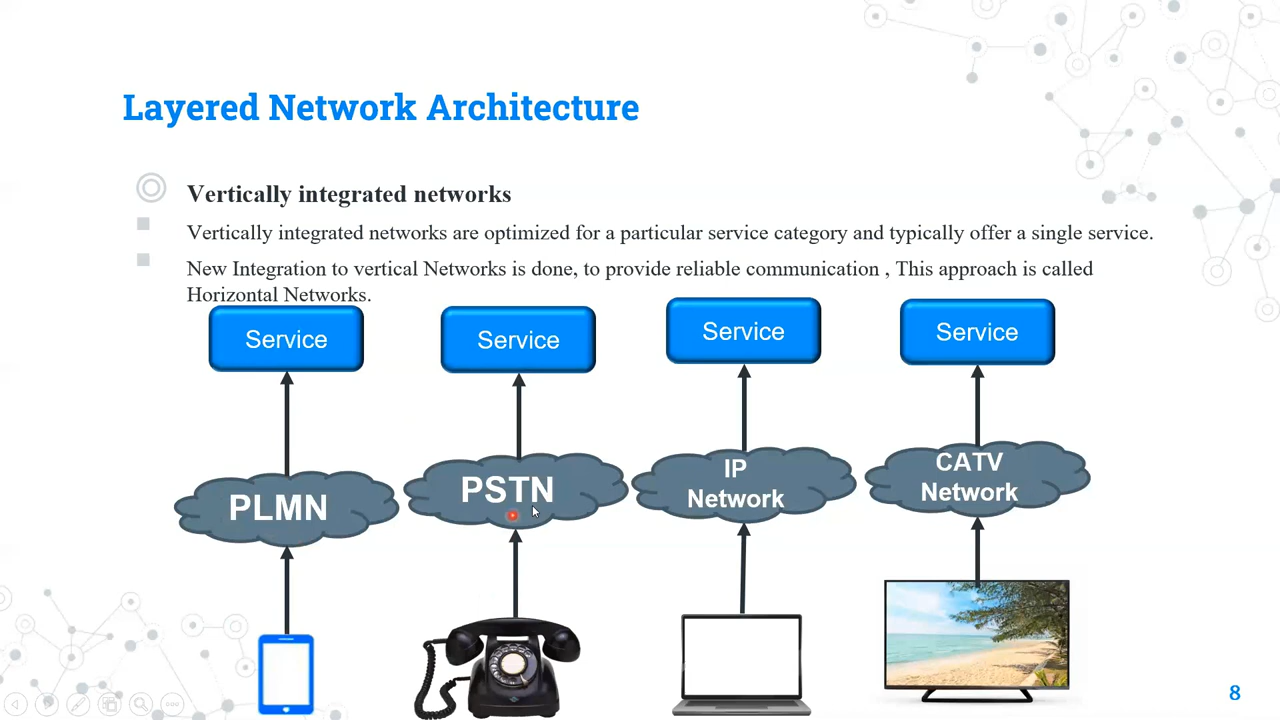 Layered Network Architecture
Vertically integrated networks
Vertically integrated networks are optimized for a particular service category and typically offer a single service.
New Integration to vertical Networks is done, to provide reliable communication , This approach is called
Horizontal Networks.
Service
Service
Service
Service
PLMN
PSTN
IP
Network
CATV
Network
8